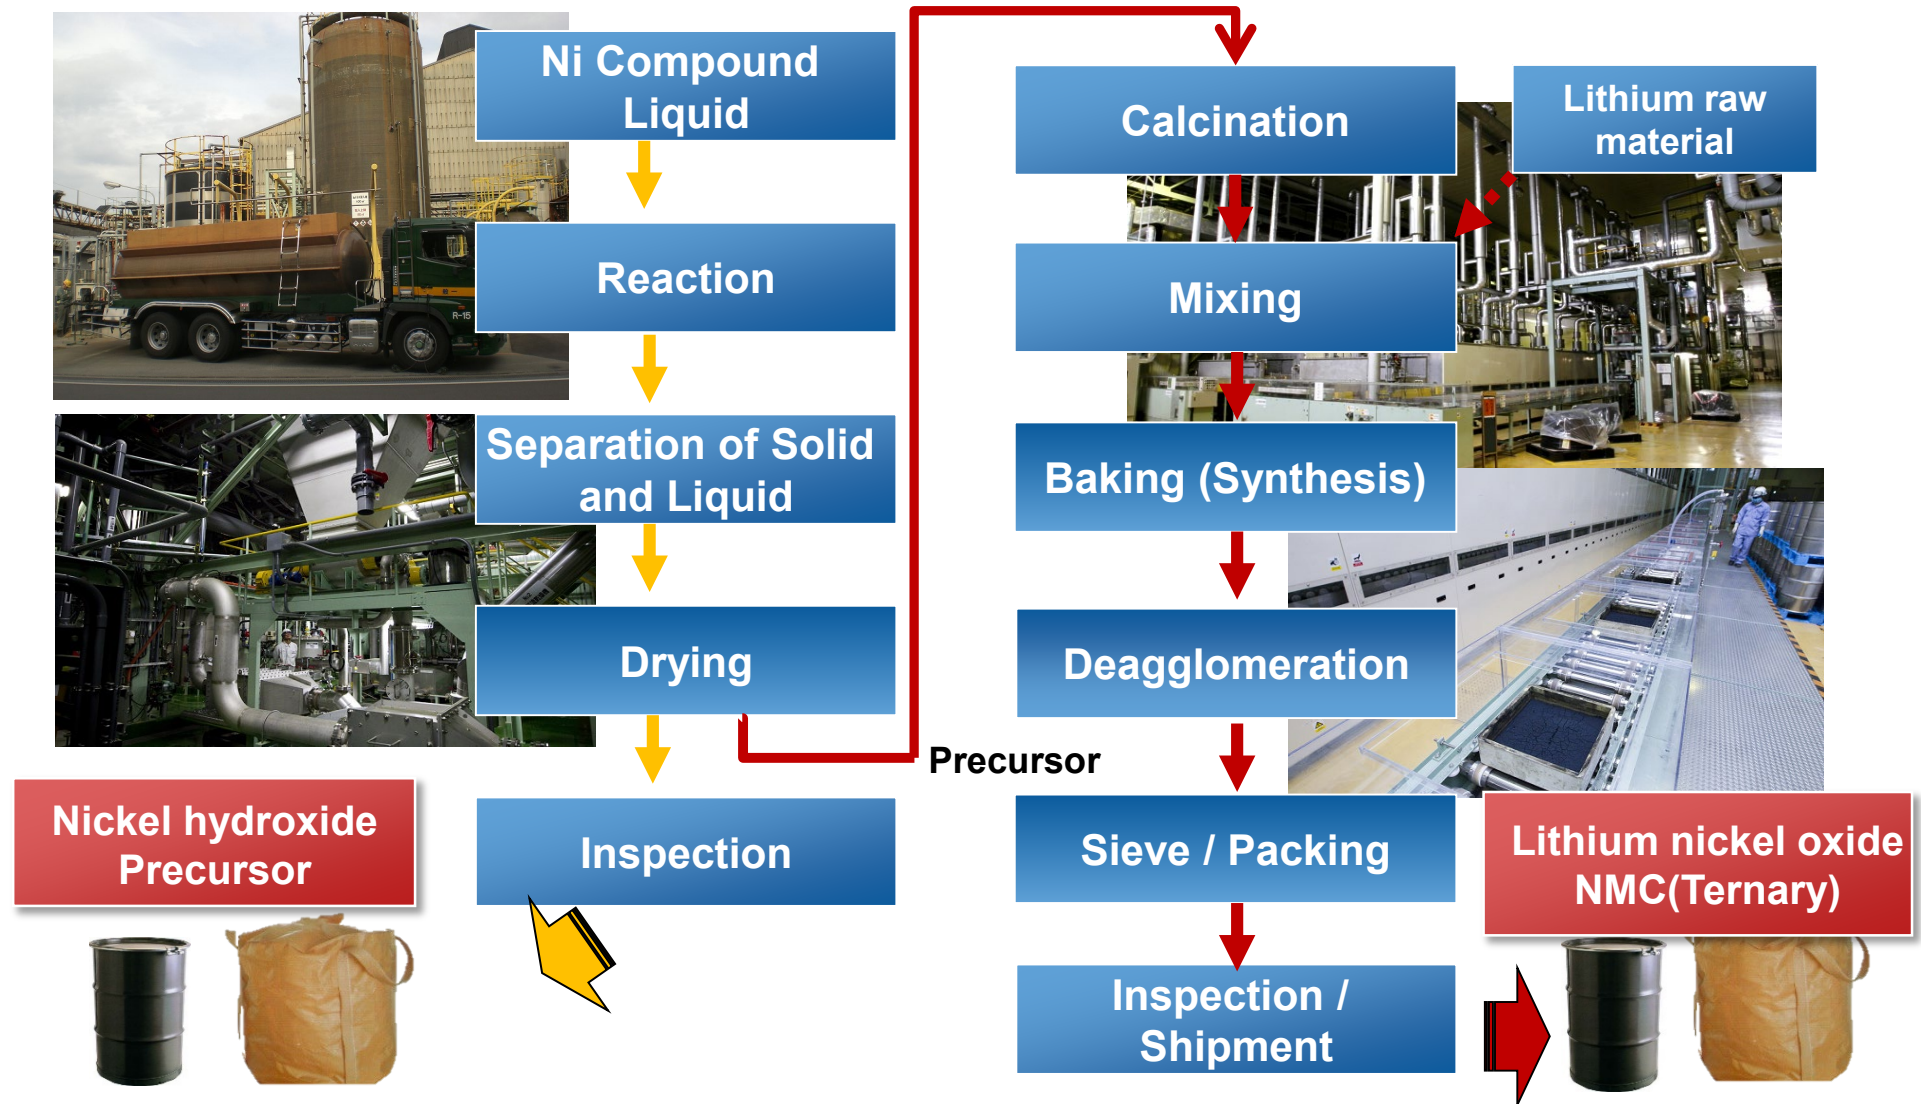 Ni Compound
Liquid
Reaction
Separation of Solid
and Liquid
Drying
Inspection
Nickel hydroxide
Precursor
Precursor
Calcination
Lithium raw
material
Mixing
Baking (Synthesis)
Deagglomeration
Sieve / Packing
Inspection /
Shipment
Lithium nickel oxide
NMC(Ternary)
R-15